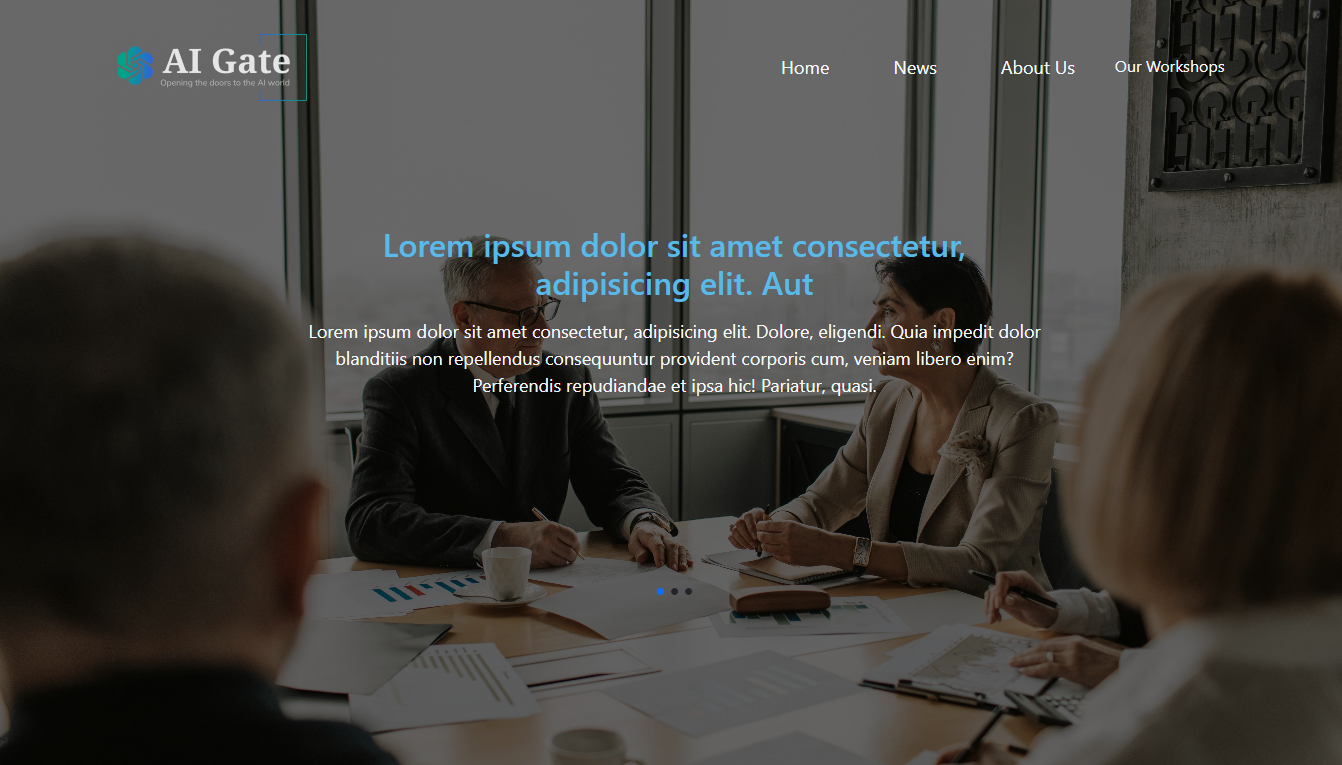 AI Gate
Opening the doors to the AI world
Home
News
About Us
Our Workshops
Lorem ipsum dolor sit amet consectetur,
adipisicing elit. Aut
Lorem ipsum dolor sit amet consectetur, adipisicing elit. Dolore, eligendi. Quia impedit dolor
blanditiis non repellendus consequuntur provident corporis cum, veniam libero enim?
Perferendis repudiandae et ipsa hic! Pariatur, quasi.